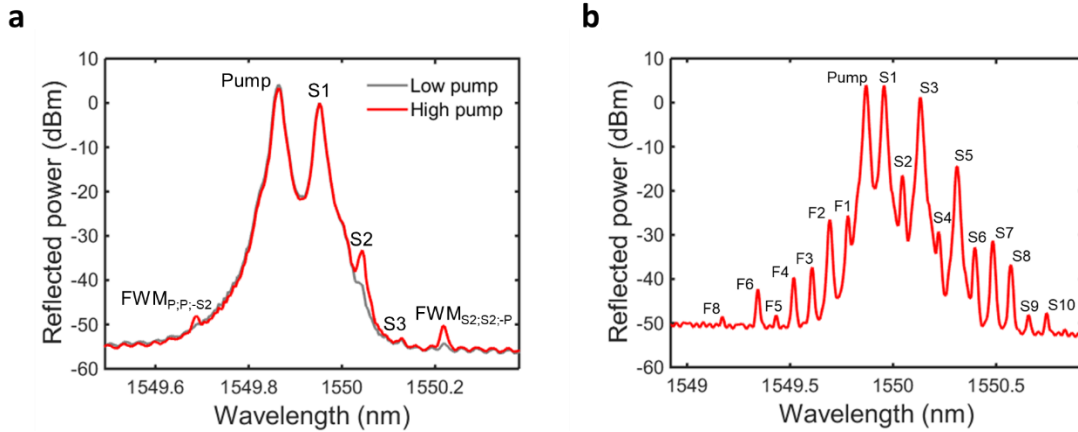 a
Reflected power (dBm)
10
0
-10
-20
-30
-40
-50
-60
Pump
S1
Low pump
High pump
S2
FWMP;P;-S2
S3
FWMS2;S2;-P
1549.6
1549.8
1550
1550.2
Wavelength (nm)
b
Reflected power (dBm)
10
0
-10
-20
-30
-40
-50
-60
Pump
S1
S3
S2
S5
F1
F2
S4
S6
S7
F3
S8
F4
F6
F5
F8
S9
S10
1549
1549.5
1550
1550.5
Wavelength (nm)